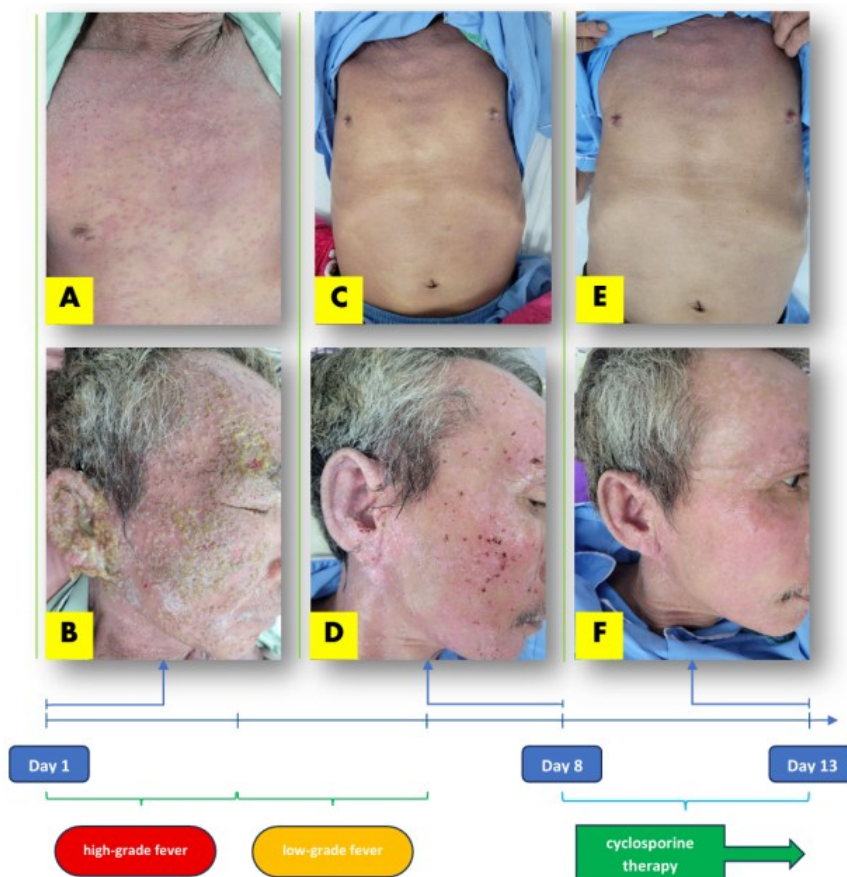 A
C
E
B
D
F
Day 1
Day 8
Day 13
high-grade fever
low-grade fever
cyclosporine
therapy